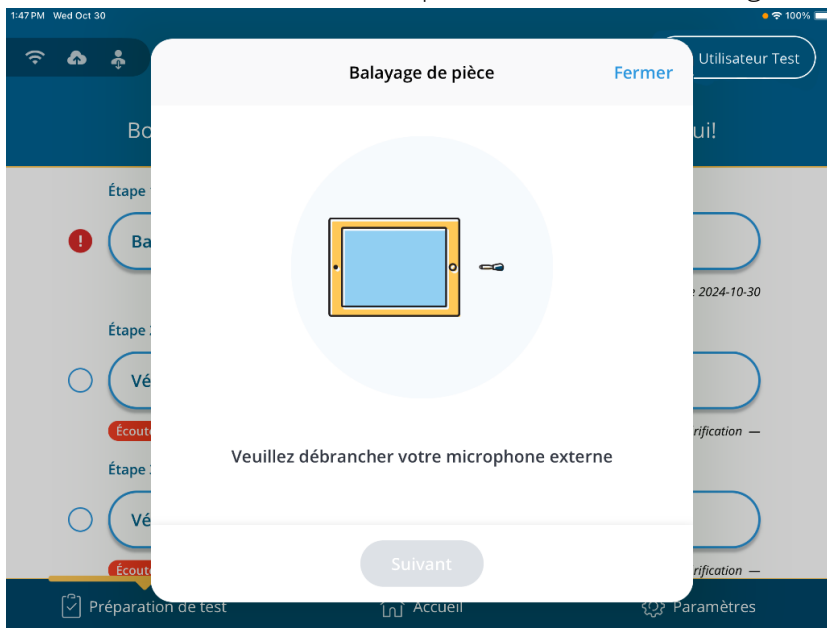 1:47 PM Wed Oct 30
100%
Balayage de pièce
Fermer
Utilisateur Test
Bo
ui!
Étape
Ba
2024-10-30
Étape
Vé
Écout
rification —
Veuillez débrancher votre microphone externe
Étape
Vé
Suivant
Écout
rification —
Préparation de test
Accueil
Paramètres